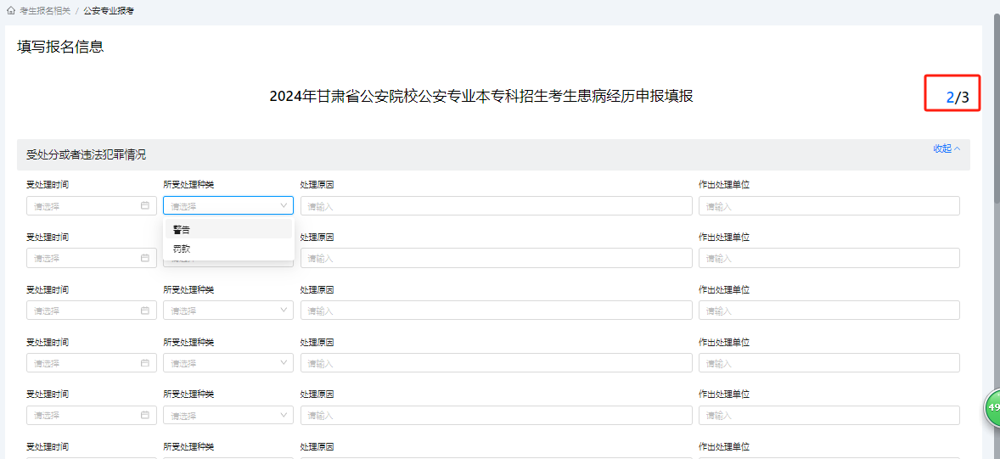 考生报名相关 / 公安专业报考
填写报名信息
2024年甘肃省公安院校公安专业本专科招生考生患病经历申报填报
2/3
受处分或者违法犯罪情况 收起
受处理时间 所受处理种类 处理原因 作出处理单位
请选择 请选择 请输入 请输入
警告
受处理时间 处理原因 作出处理单位
罚款
请选择 请输入 请输入
受处理时间 所受处理种类 处理原因 作出处理单位
请选择 请选择 请输入 请输入
受处理时间 所受处理种类 处理原因 作出处理单位
请选择 请选择 请输入 请输入
受处理时间 所受处理种类 处理原因 作出处理单位
请选择 请选择 请输入 请输入
受处理时间 所受处理种类 处理原因 作出处理单位
49